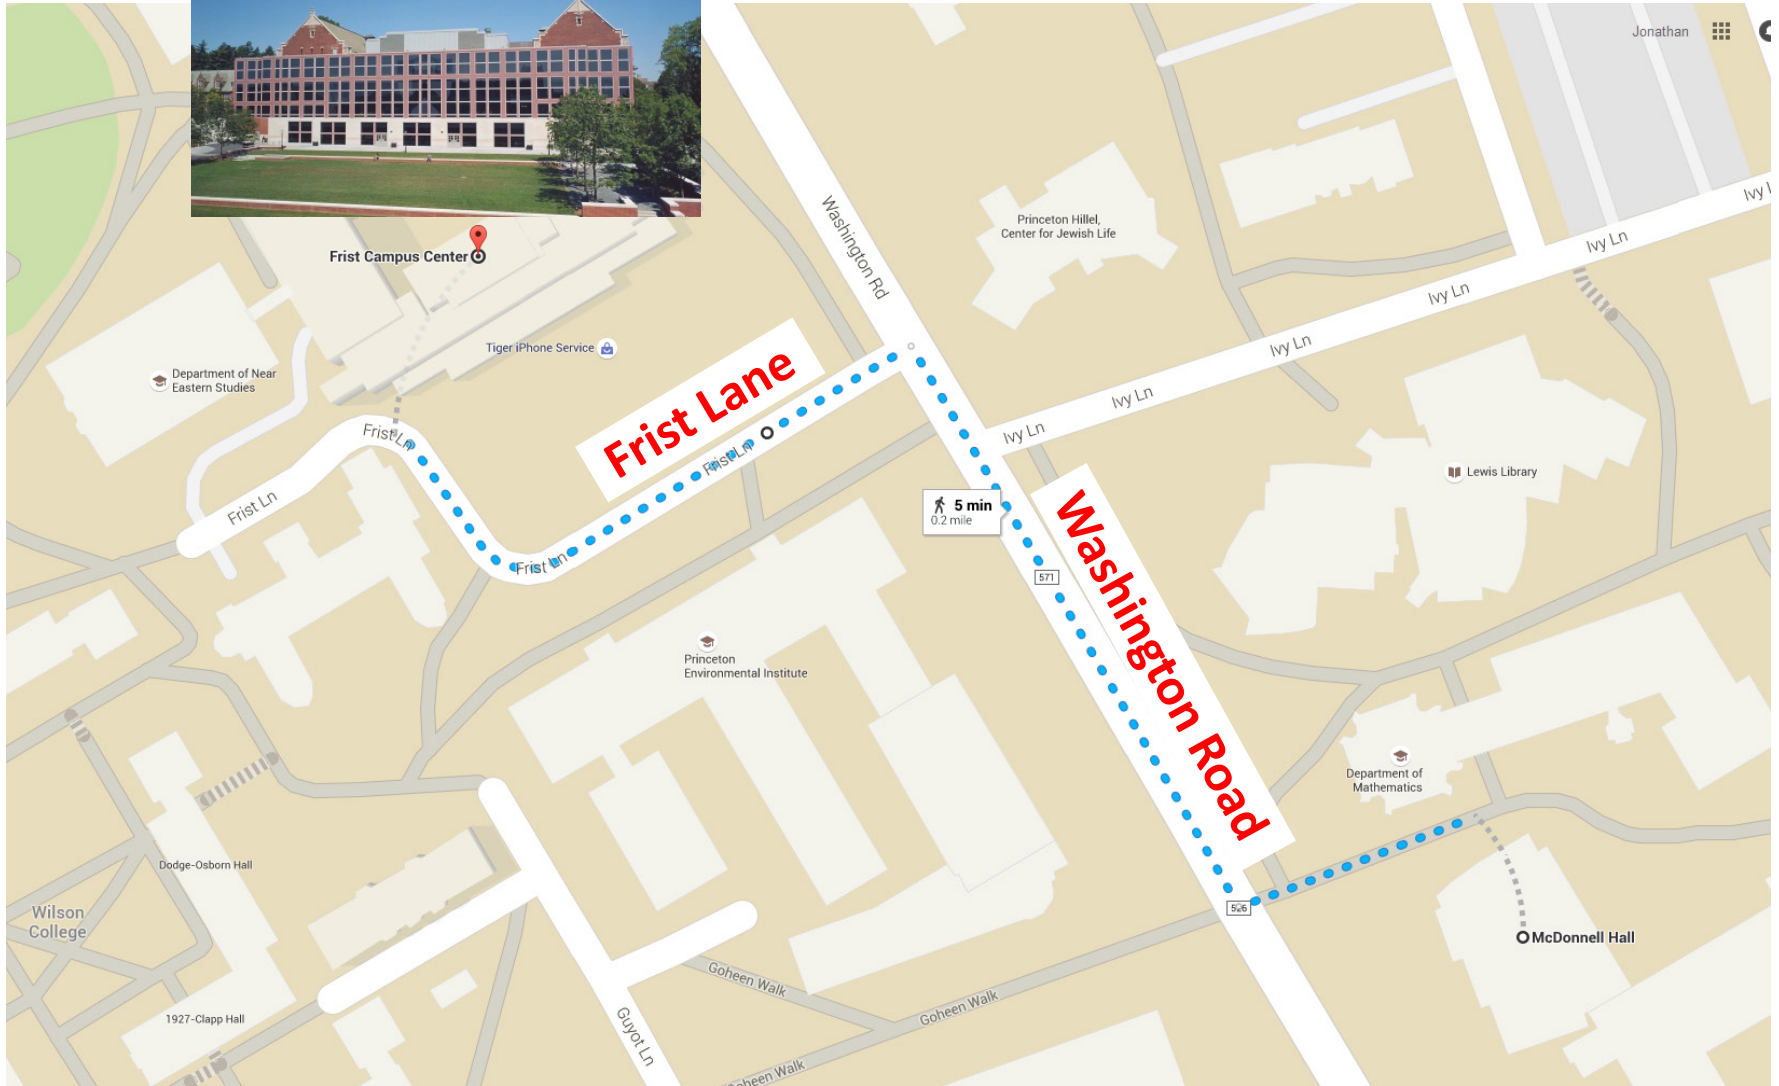 Jonathan
Washington Rd
Princeton Hillel,
Center for Jewish Life
Ivy L
Ivy Ln
Ivy Ln
Ivy Ln
Ivy Ln
Ivy Ln
Frist Campus Center
Tiger iPhone Service
Department of Near
Eastern Studies
Frist Lane
Frist Ln
Frist Ln
Frist Ln
Frist Ln
Lewis Library
5 min
0.2 mile
Washington Road
571
Princeton
Environmental Institute
Department of
Mathematics
Dodge-Osborn Hall
Wilson
College
526
McDonnell Hall
Goheen Walk
Goheen Walk
Goheen Walk
1927-Clapp Hall
Guyot Ln